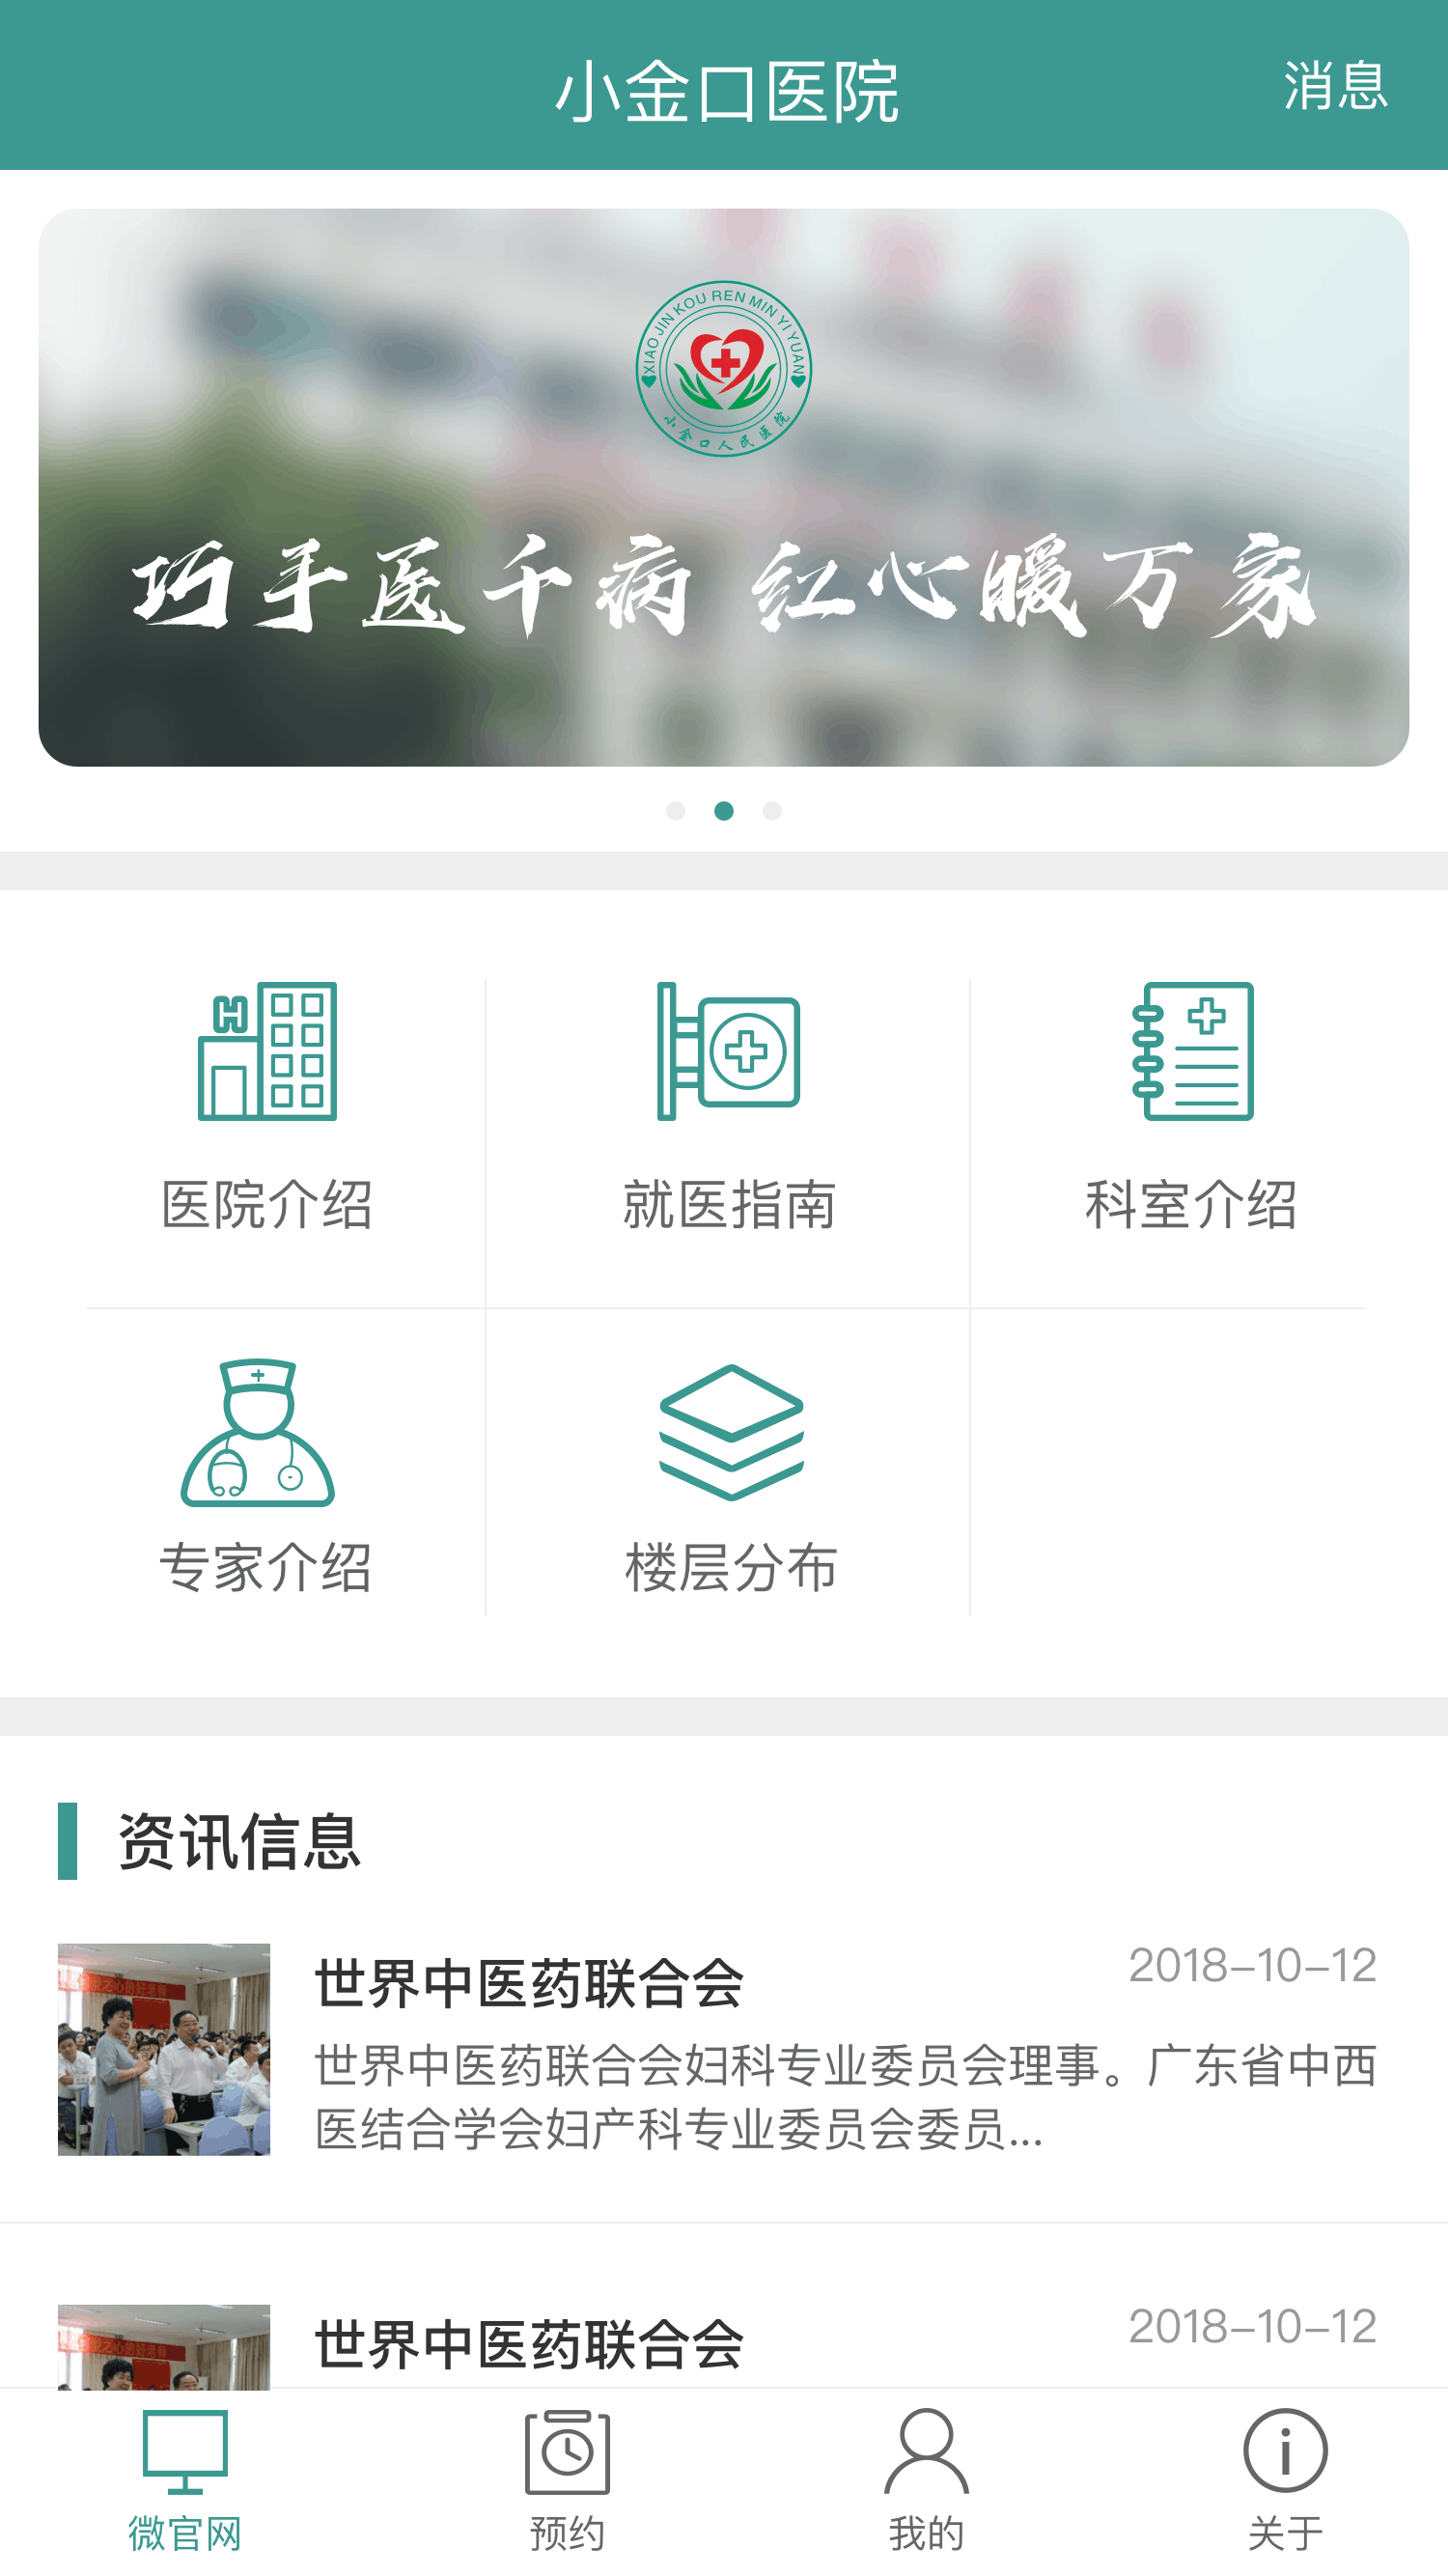 小金口医院
消息
XIAO JIN KOU REN MIN YI YUAN
小金口人民医院
巧手医千病 红心暖万家
医院介绍
就医指南
科室介绍
专家介绍
楼层分布
资讯信息
世界中医药联合会
2018-10-12
世界中医药联合会妇科专业委员会理事。广东省中西
医结合学会妇产科专业委员会委员...
世界中医药联合会
2018-10-12
微官网
预约
我的
关于